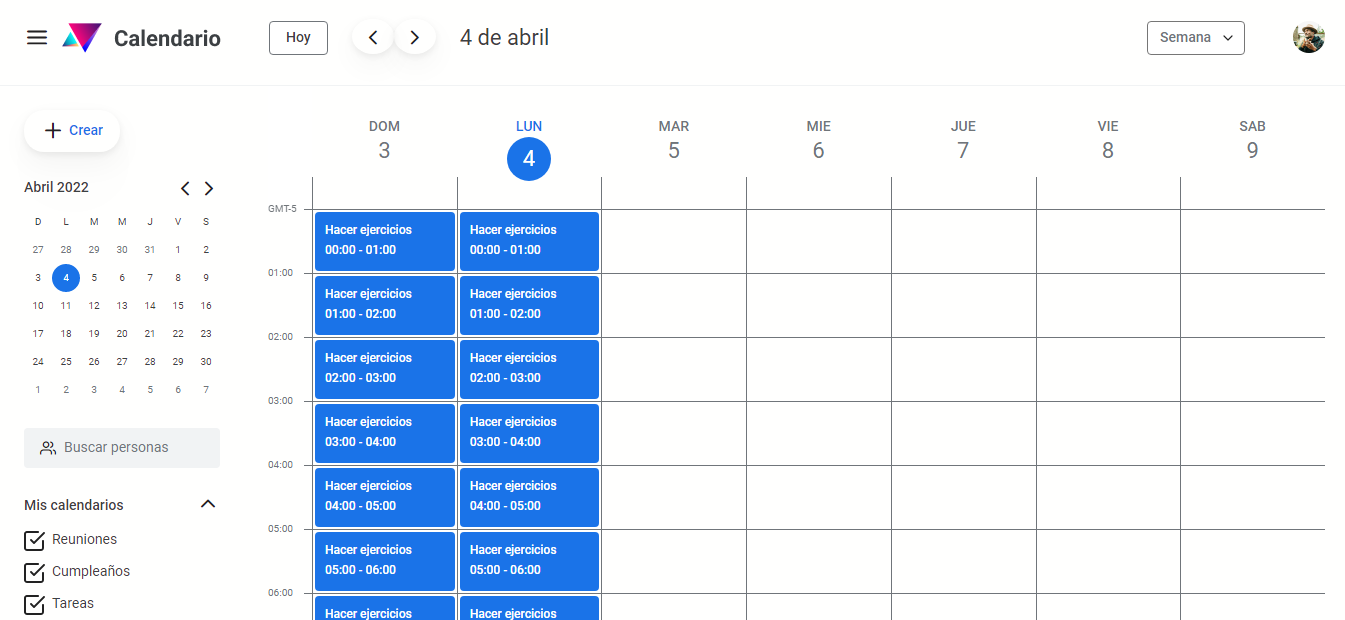 Calendario
Hoy
4 de abril
Semana
Crear
Abril 2022
D L M M J V S
27 28 29 30 31 1 2
3 4 5 6 7 8 9
10 11 12 13 14 15 16
17 18 19 20 21 22 23
24 25 26 27 28 29 30
1 2 3 4 5 6 7
Buscar personas
Mis calendarios
Reuniones
Cumpleaños
Tareas
DOM LUN MAR MIE JUE VIE SAB
3 4 5 6 7 8 9
GMT-5
Hacer ejercicios Hacer ejercicios
00:00 - 01:00 00:00 - 01:00
01:00
Hacer ejercicios Hacer ejercicios
01:00 - 02:00 01:00 - 02:00
02:00
Hacer ejercicios Hacer ejercicios
02:00 - 03:00 02:00 - 03:00
03:00
Hacer ejercicios Hacer ejercicios
03:00 - 04:00 03:00 - 04:00
04:00
Hacer ejercicios Hacer ejercicios
04:00 - 05:00 04:00 - 05:00
05:00
Hacer ejercicios Hacer ejercicios
05:00 - 06:00 05:00 - 06:00
06:00
Hacer ejercicios Hacer ejercicios